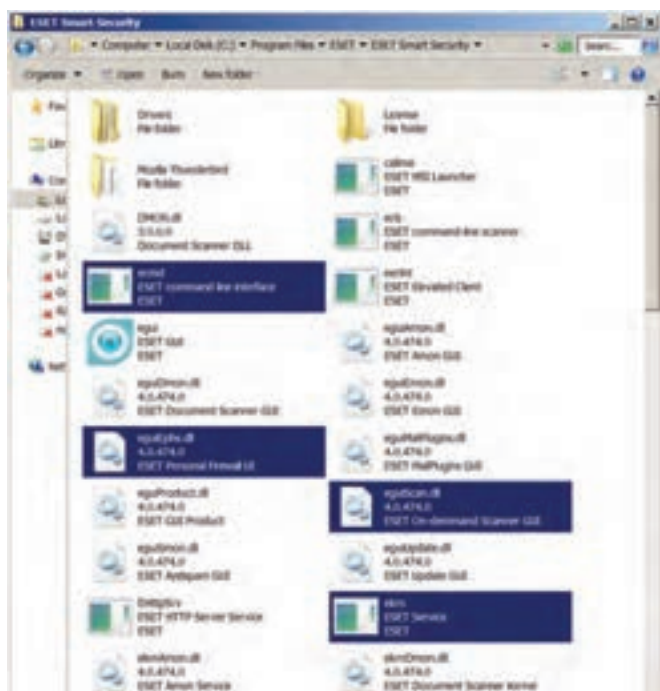 ESET Smart Security
Computer ▾ Local Disk (C:) ▾ Program Files ▾ ESET ▾ ESET Smart Security ▾
Organize ▾ Open Burn New folder
Drivers
File folder
License
File folder
Mozilla Thunderbird
File folder
callmsi
ESET MSI Launcher
ESET
DMON.dll
Document Scanner DLL
ecls
ESET command-line scanner
ESET
ecmd
ESET command-line interface
ESET
eeclnt
ESET Elevated Client
ESET
egui
ESET GUI
ESET
eguiAmon.dll
4.0.474.0
ESET Amon GUI
eguiDmon.dll
4.0.474.0
ESET Document Scanner GUI
eguiEmon.dll
4.0.474.0
ESET Emon GUI
eguiEpfw.dll
4.0.474.0
ESET Personal Firewall UI
eguiMailPlugins.dll
4.0.474.0
ESET MailPlugins GUI
eguiProduct.dll
4.0.474.0
ESET GUI Product
eguiScan.dll
4.0.474.0
ESET On-demand Scanner GUI
eguiSmon.dll
4.0.474.0
ESET Antispam GUI
eguiUpdate.dll
4.0.474.0
ESET Update GUI
EHttpSrv
ESET HTTP Server Service
ESET
ekrn
ESET Service
ESET
ekrnAmon.dll
4.0.474.0
ESET Amon Service
ekrnDmon.dll
4.0.474.0
ESET Document Scanner Kernel